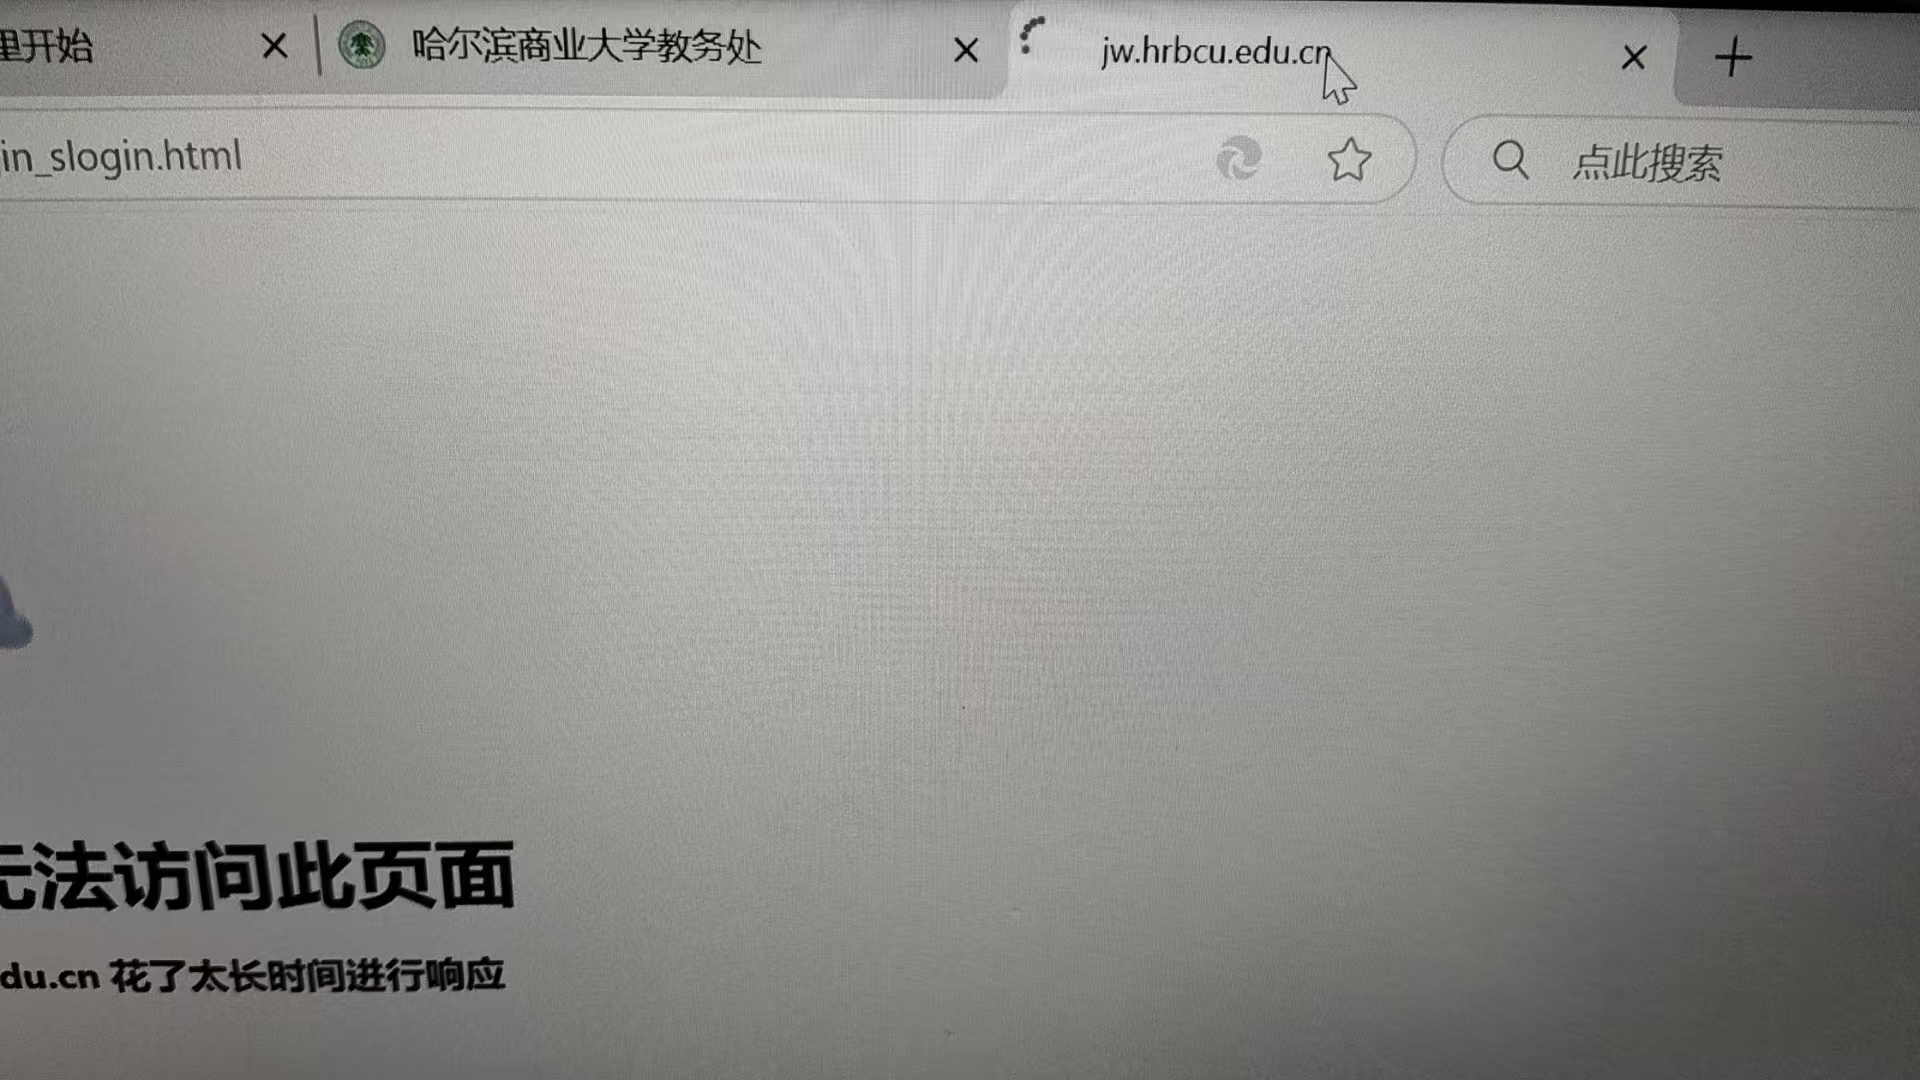 里开始
哈尔滨商业大学教务处
jw.hrbcu.edu.cn
in_slogin.html
点此搜索
无法访问此页面
du.cn 花了太长时间进行响应